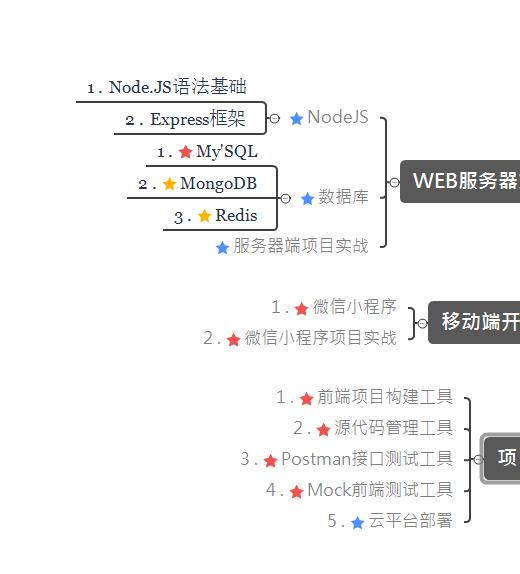 1. Node.JS语法基础
2. Express框架
NodeJS
1. My'SQL
2. MongoDB
3. Redis
数据库
服务器端项目实战
WEB服务器
1. 微信小程序
2. 微信小程序项目实战
移动端开
1. 前端项目构建工具
2. 源代码管理工具
3. Postman接口测试工具
4. Mock前端测试工具
5. 云平台部署
项